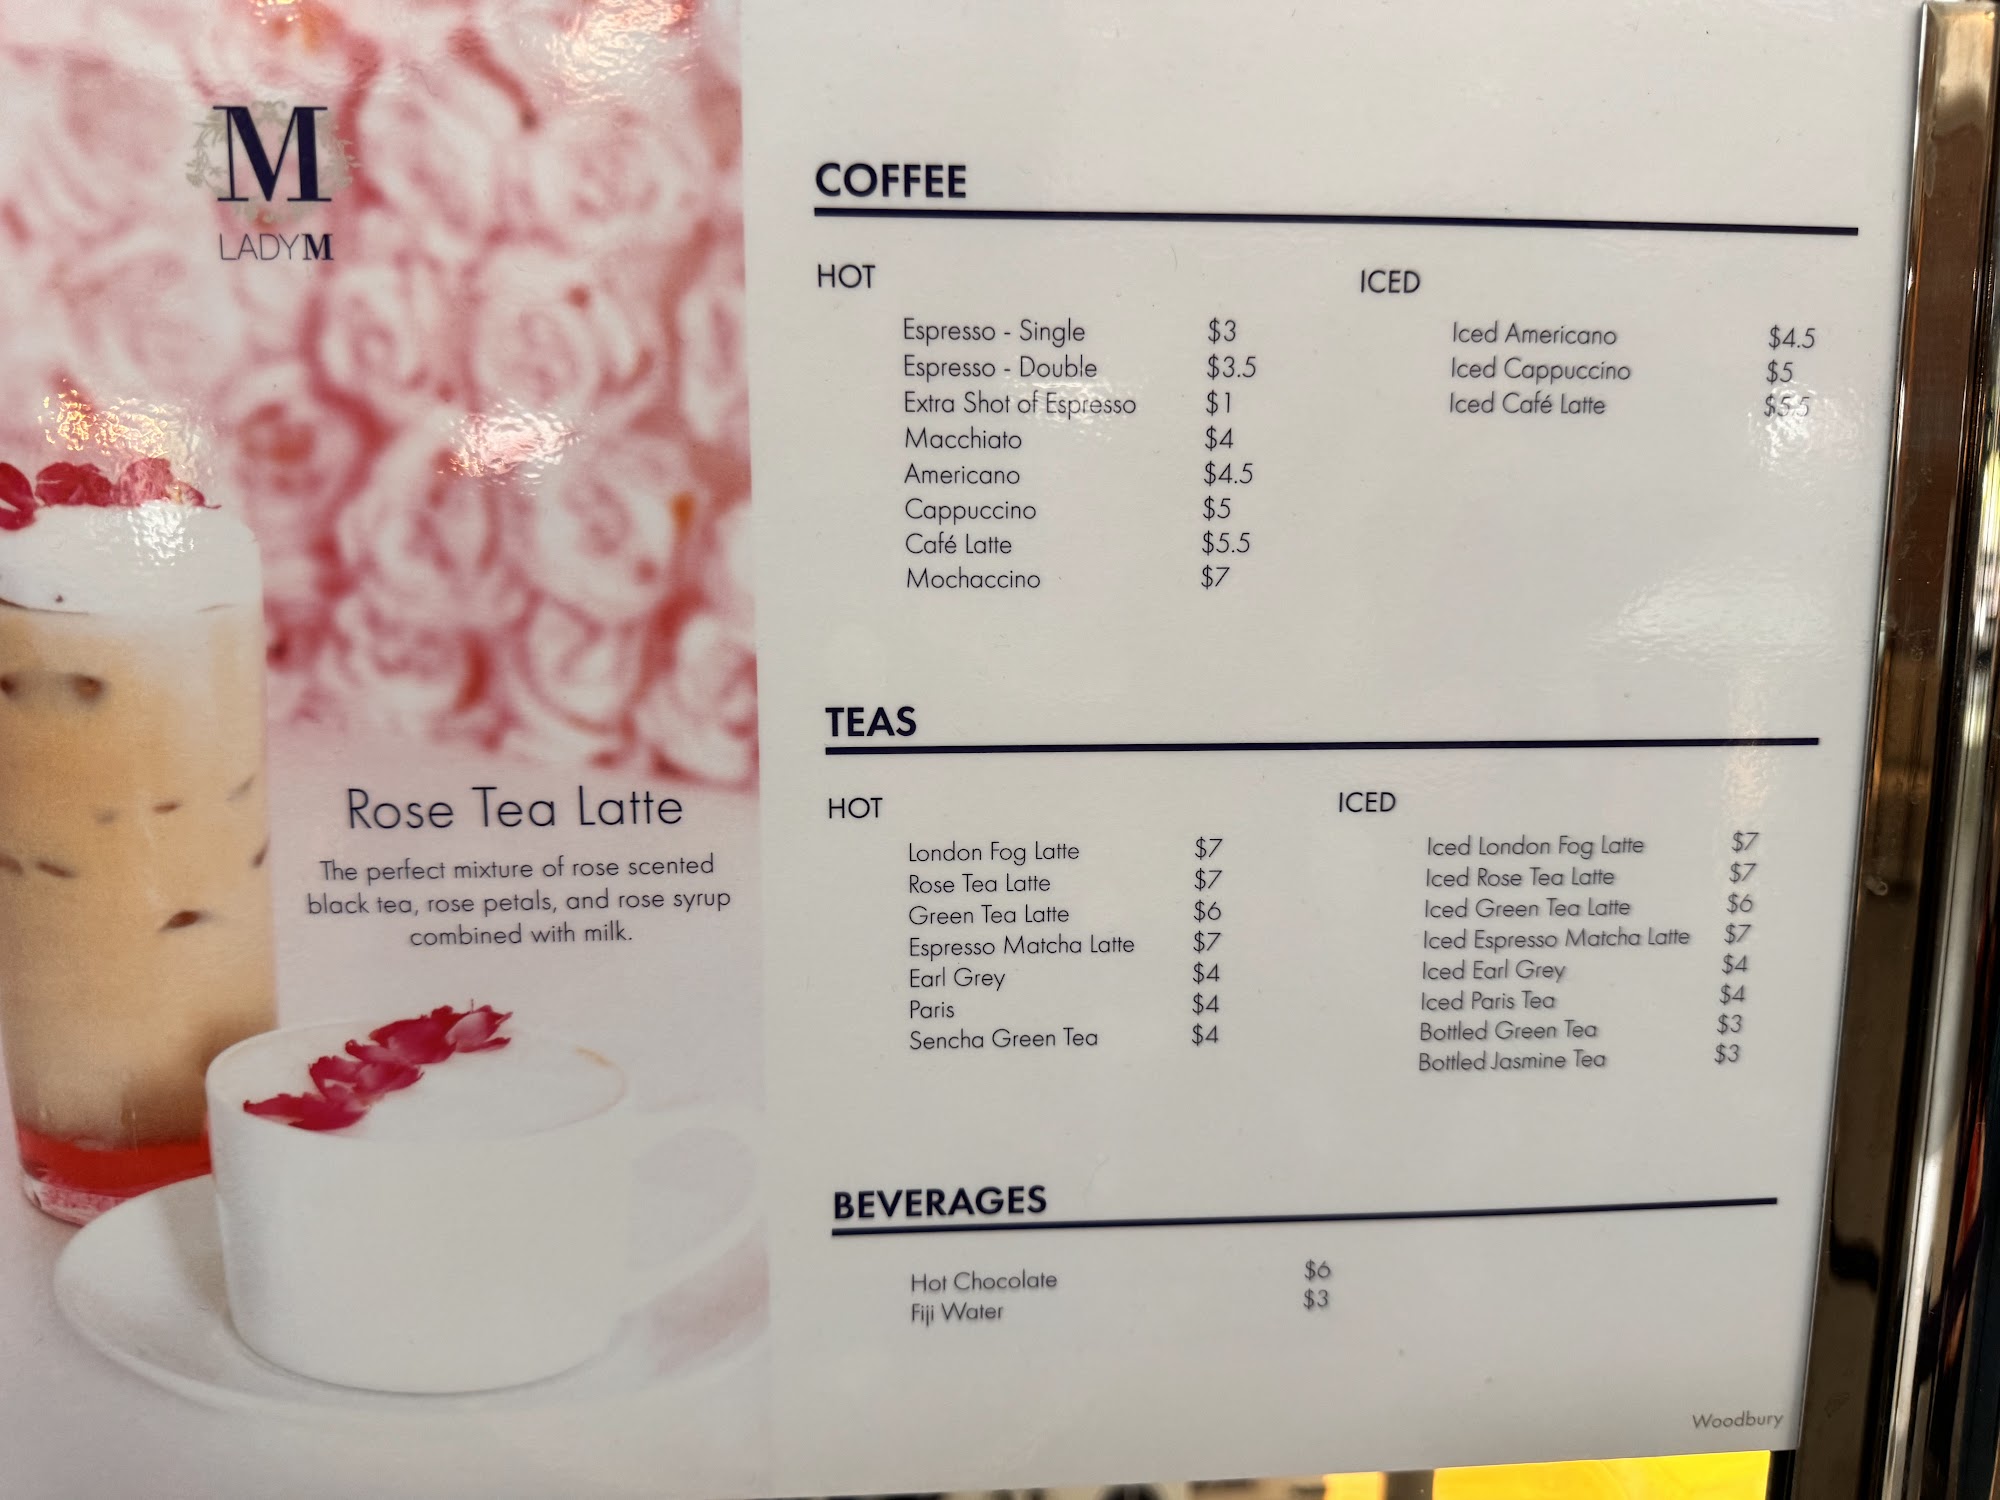 M
LADYM
Rose Tea Latte
The perfect mixture of rose scented
black tea, rose petals, and rose syrup
combined with milk.
COFFEE
HOT
Espresso - Single $3
Espresso - Double $3.5
Extra Shot of Espresso $1
Macchiato $4
Americano $4.5
Cappuccino $5
Café Latte $5.5
Mochaccino $7
ICED
Iced Americano $4.5
Iced Cappuccino $5
Iced Café Latte $5.5
TEAS
HOT
London Fog Latte $7
Rose Tea Latte $7
Green Tea Latte $6
Espresso Matcha Latte $7
Earl Grey $4
Paris $4
Sencha Green Tea $4
ICED
Iced London Fog Latte $7
Iced Rose Tea Latte $7
Iced Green Tea Latte $6
Iced Espresso Matcha Latte $7
Iced Earl Grey $4
Iced Paris Tea $4
Bottled Green Tea $3
Bottled Jasmine Tea $3
BEVERAGES
Hot Chocolate $6
Fiji Water $3
Woodbury